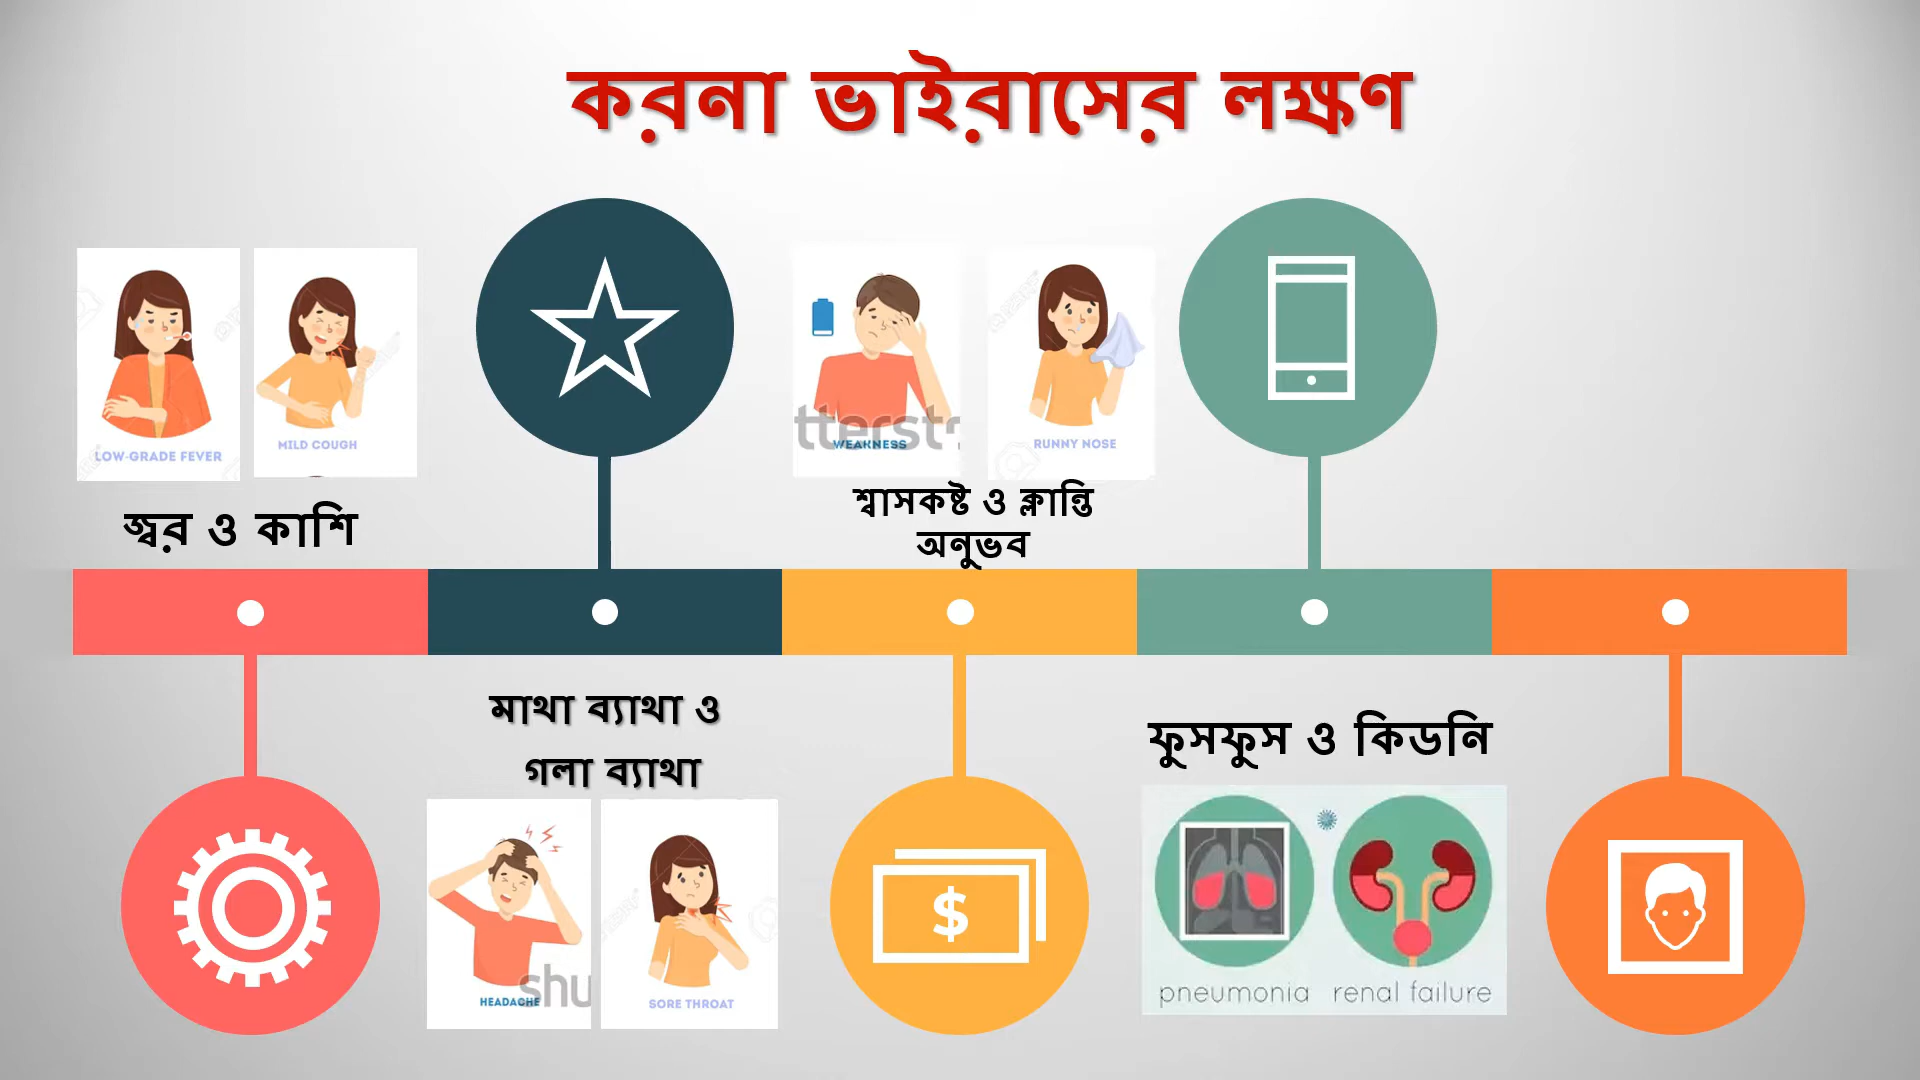 করনা ভাইরাসের লক্ষণ
LOW-GRADE FEVER
MILD COUGH
জ্বর ও কাশি
WEAKNESS
RUNNY NOSE
শ্বাসকষ্ট ও ক্লান্তি
অনুভব
মাথা ব্যাথা ও
গলা ব্যাথা
HEADACHE
shu
SORE THROAT
$
ফুসফুস ও কিডনি
pneumonia
renal failure